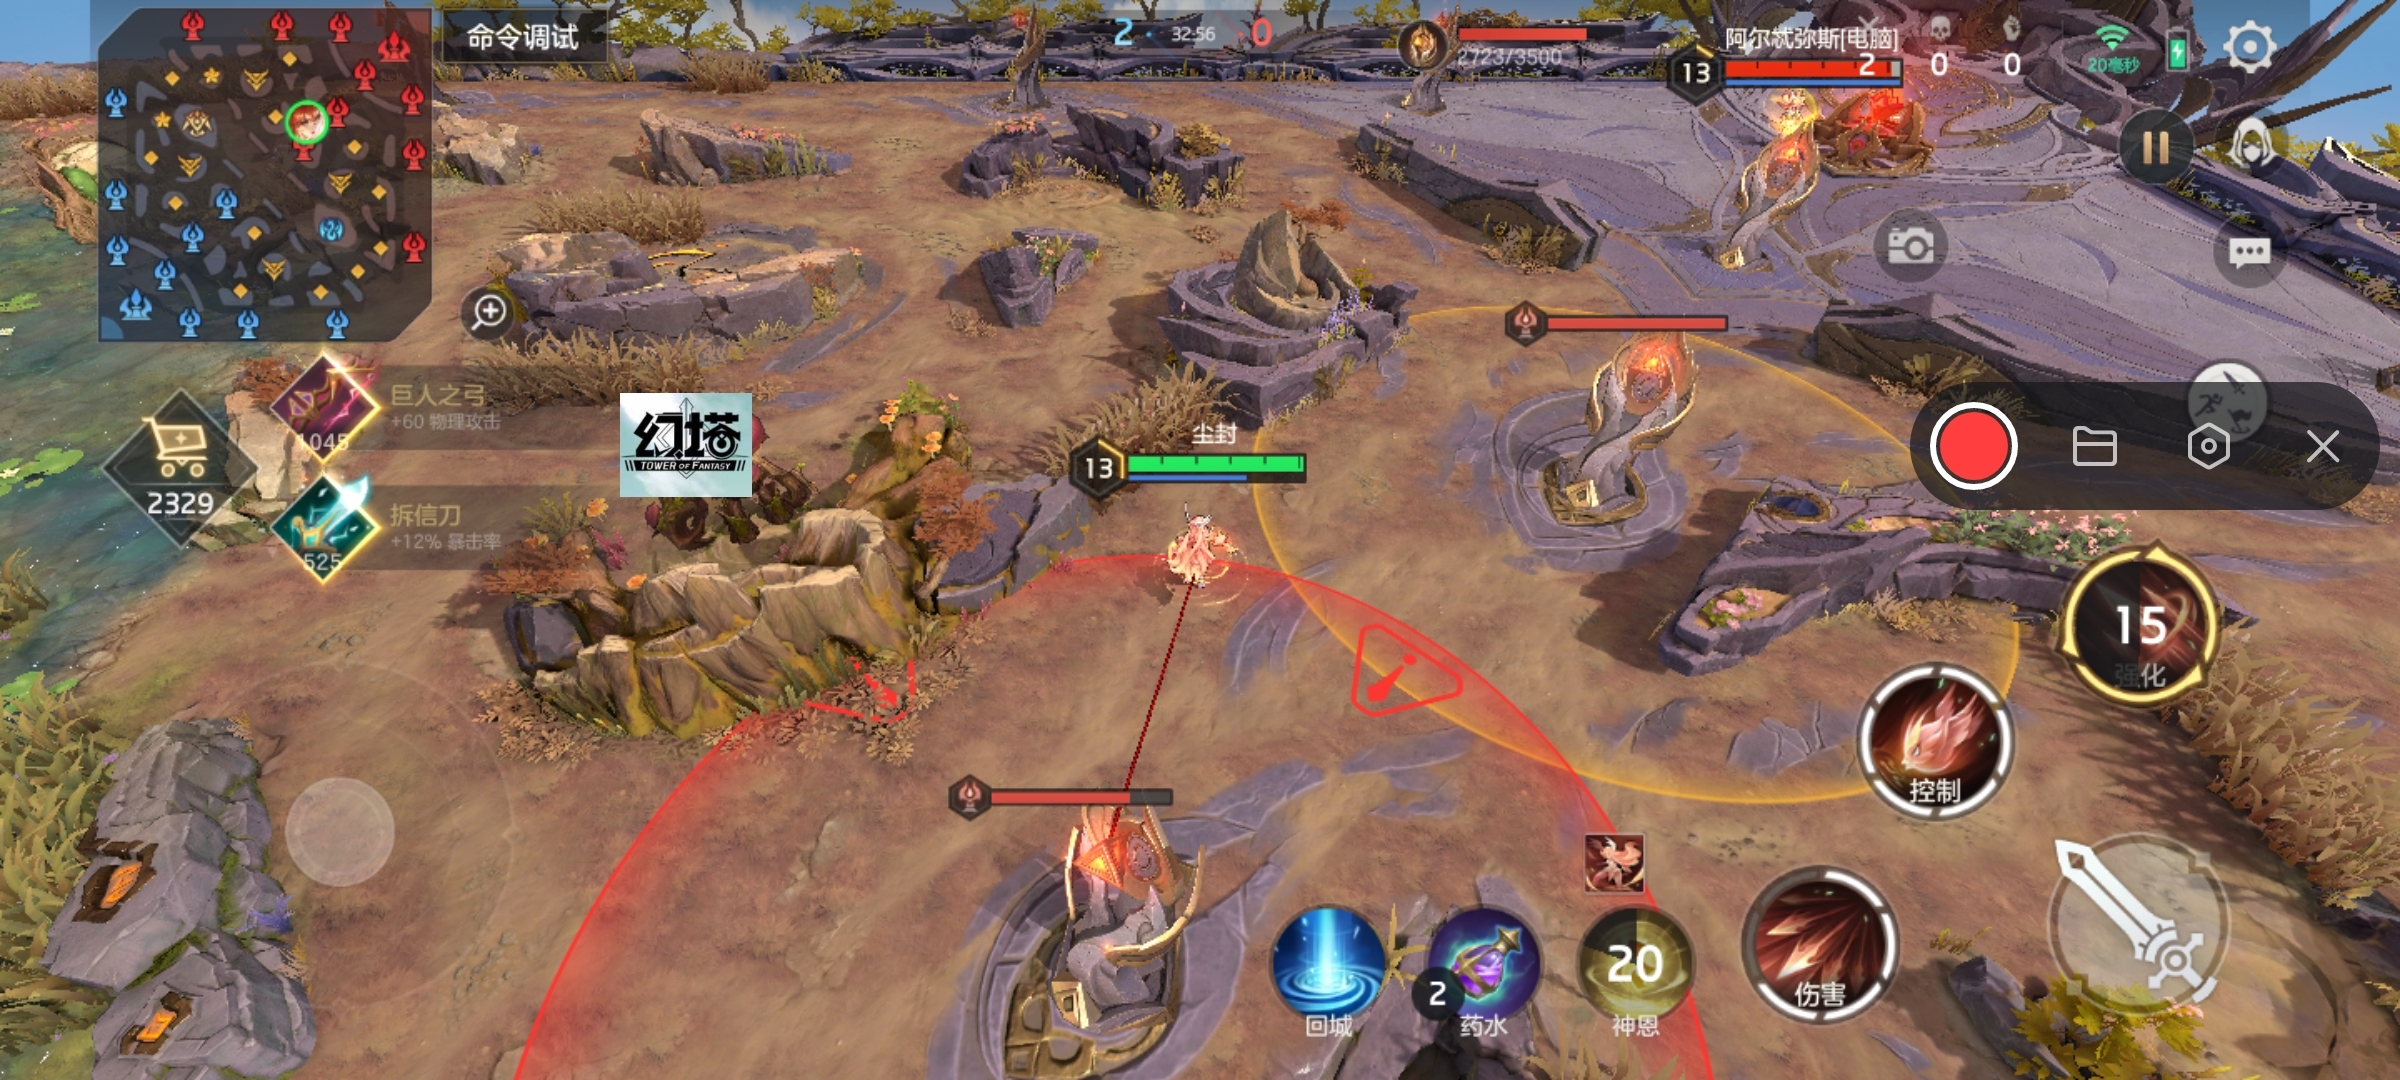 命令调试
2
32:56
0
2723/3500
阿尔忒弥斯[电脑]
13
2
0
0
20毫秒
巨人之弓
+60 物理攻击
1045
2329
拆信刀
+12% 暴击率
525
幻塔
TOWER OF FANTASY
尘封
13
15
强化
控制
伤害
回城
2
药水
20
神恩